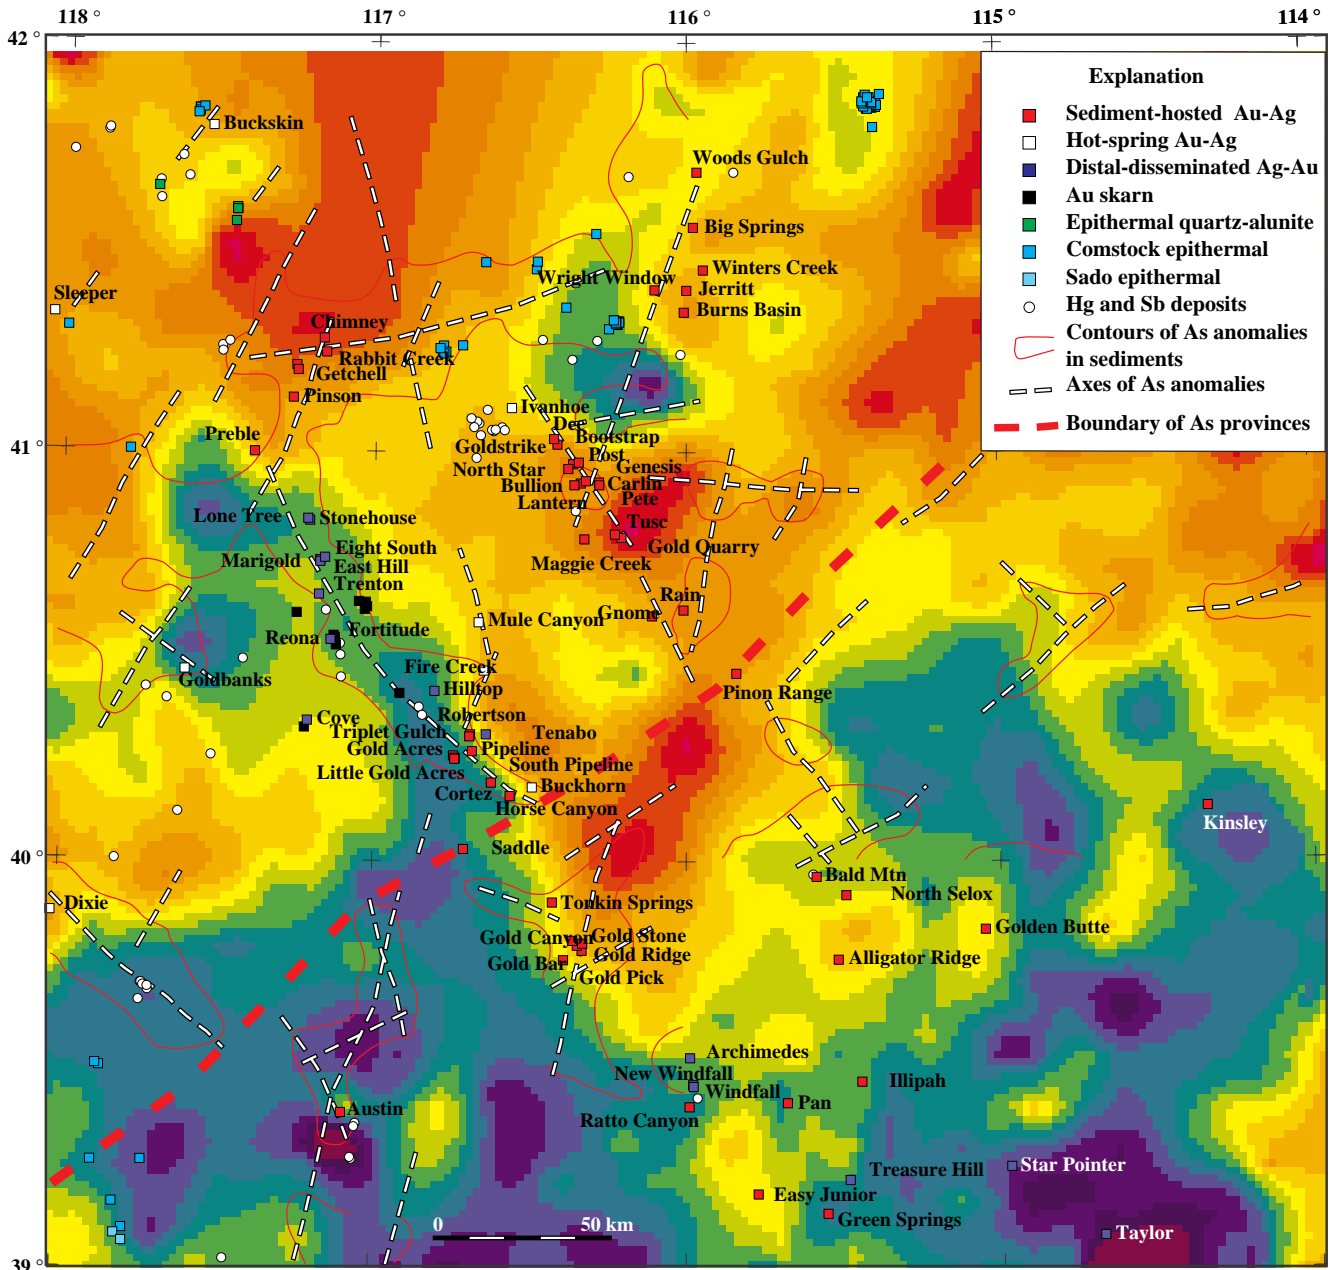 118 °
117°
116 °
115 °
114 °
42 °
Explanation
Sediment-hosted Au-Ag
Hot-spring Au-Ag
Distal-disseminated Ag-Au
Au skarn
Epithermal quartz-alunite
Comstock epithermal
Sado epithermal
Hg and Sb deposits
Contours of As anomalies
in sediments
Axes of As anomalies
Boundary of As provinces
Buckskin
Woods Gulch
Big Springs
Winters Creek
Wright Window
Jerritt
Burns Basin
Sleeper
Chimney
Rabbit Creek
Getchell
Pinson
Ivanhoe
Dee
Preble
41 °
Bootstrap
Goldstrike
Post
North Star
Genesis
Bullion
Carlin
Lantern
Pete
Lone Tree
Stonehouse
Tusc
Eight South
Gold Quarry
Marigold
East Hill
Maggie Creek
Trenton
Rain
Gnome
Mule Canyon
Fortitude
Reona
Fire Creek
Goldbanks
Hilltop
Pinon Range
Robertson
Cove
Triplet Gulch
Tenabo
Gold Acres
Pipeline
South Pipeline
Little Gold Acres
Buckhorn
Cortez
Horse Canyon
Kinsley
Saddle
40 °
Bald Mtn
North Selox
Dixie
Tonkin Springs
Golden Butte
Gold Canyon
Gold Stone
Gold Ridge
Gold Bar
Alligator Ridge
Gold Pick
Archimedes
New Windfall
Illipah
Windfall
Pan
Austin
Ratto Canyon
Treasure Hill
Star Pointer
Easy Junior
Green Springs
0 50 km
Taylor
39 °